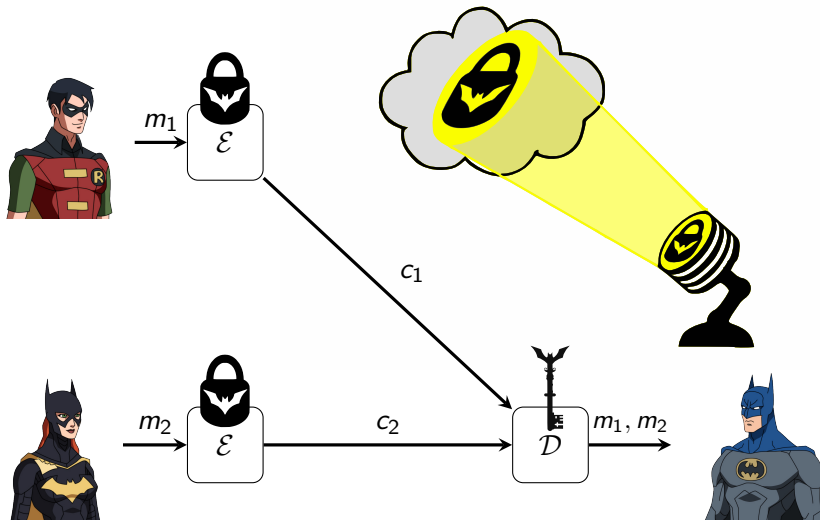 m₁
ℰ
R
c₁
m₂
ℰ
c₂
𝒟
m₁, m₂